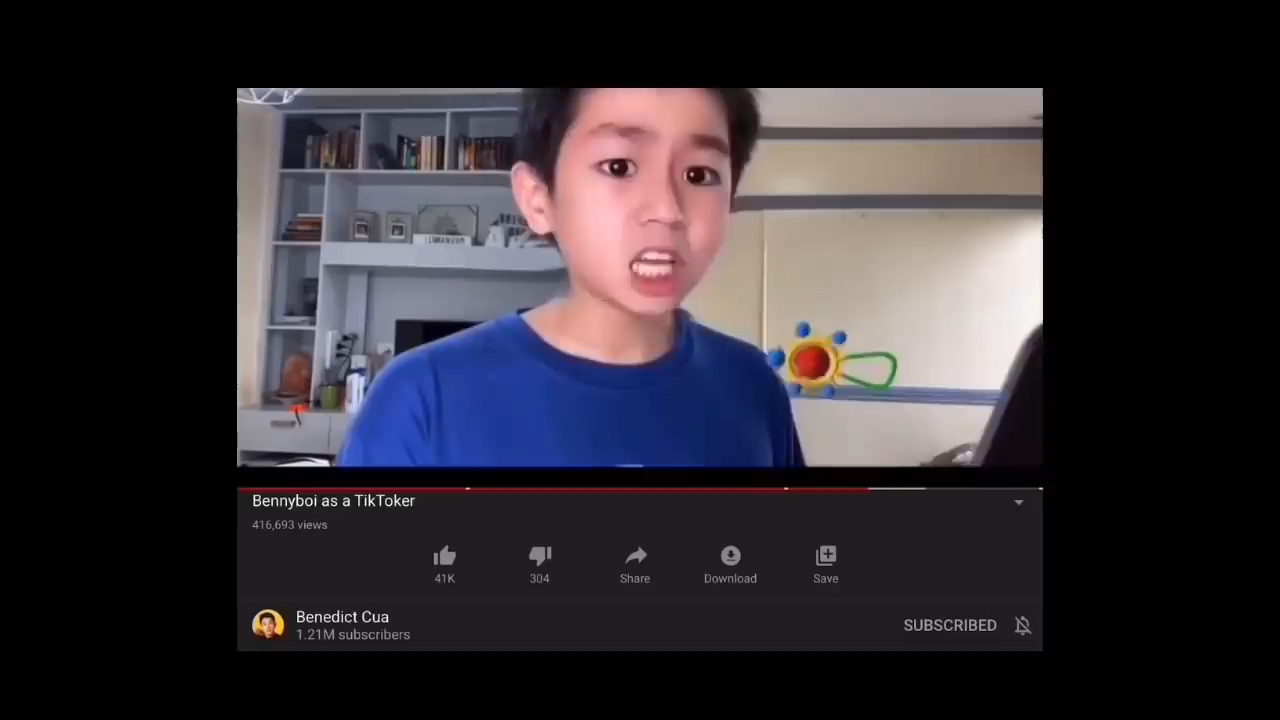 Bennyboi as a TikToker
416,693 views
41K
304
Share
Download
Save
Benedict Cua
1.21M subscribers
SUBSCRIBED